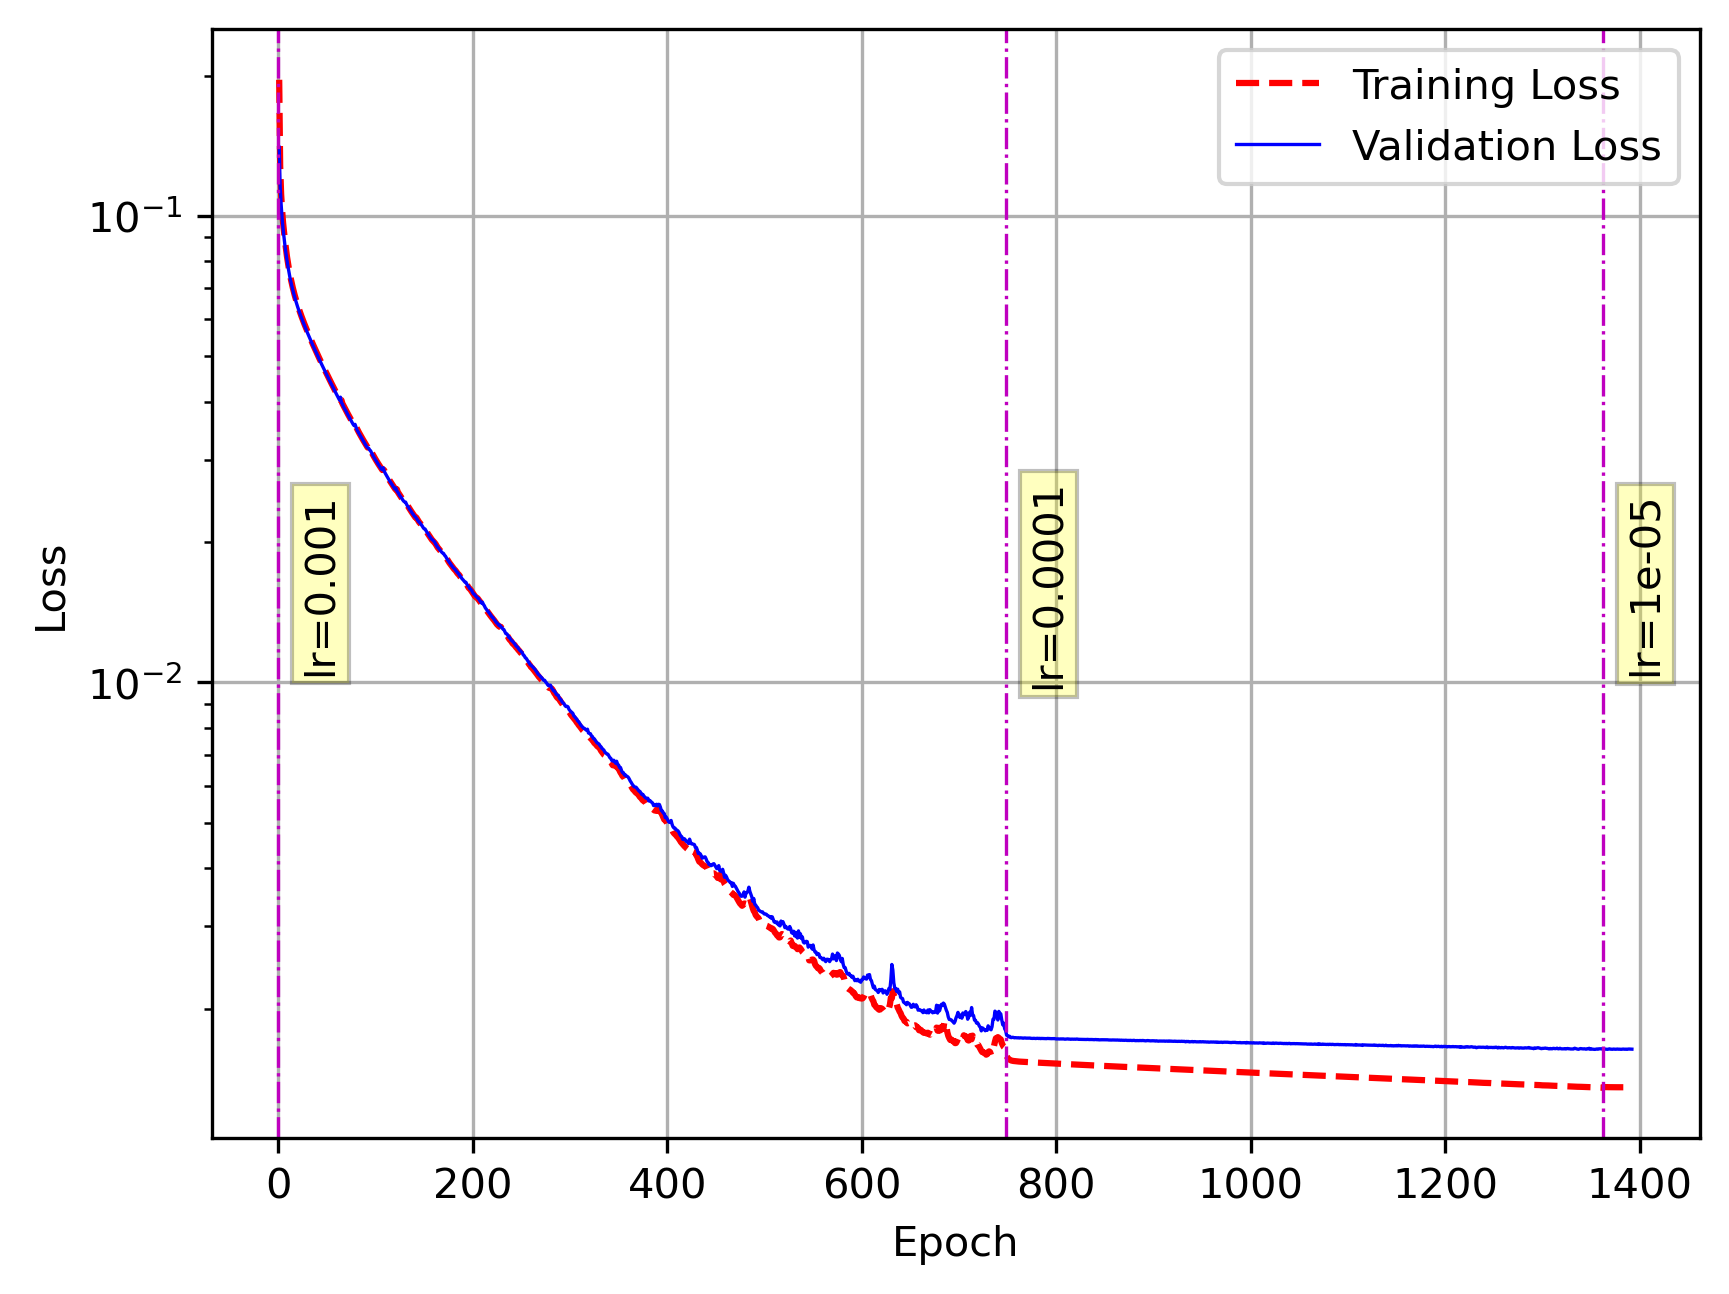 Training Loss
Validation Loss
Loss
10⁻¹
10⁻²
lr=0.001
lr=0.0001
lr=1e-05
0 200 400 600 800 1000 1200 1400
Epoch